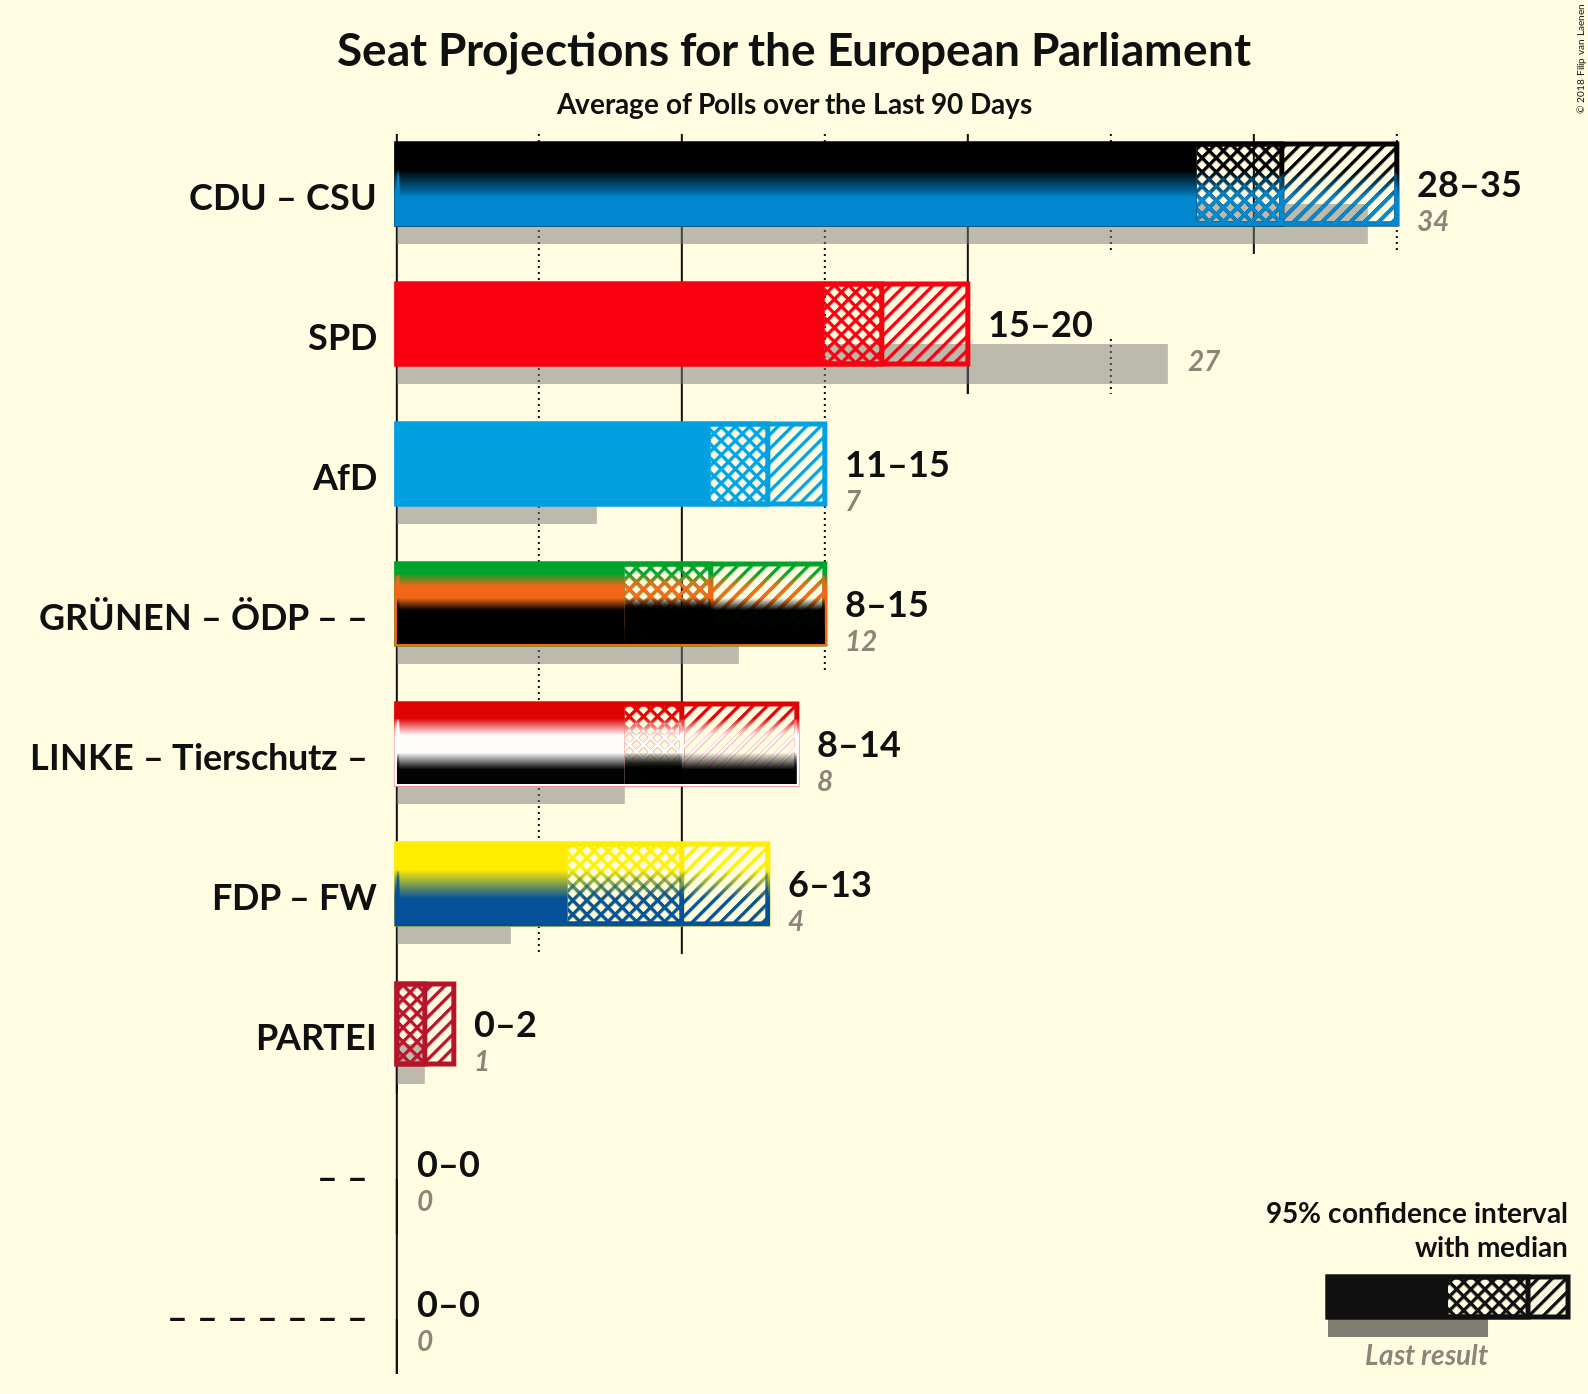 Seat Projections for the European Parliament
Average of Polls over the Last 90 Days
© 2018 Filip van Laenen
CDU – CSU
28–35
34
SPD
15–20
27
AfD
11–15
7
GRÜNEN – ÖDP – –
8–15
12
LINKE – Tierschutz –
8–14
8
FDP – FW
6–13
4
PARTEI
0–2
1
– –
0–0
0
– – – – – – –
0–0
0
95% confidence interval
with median
Last result